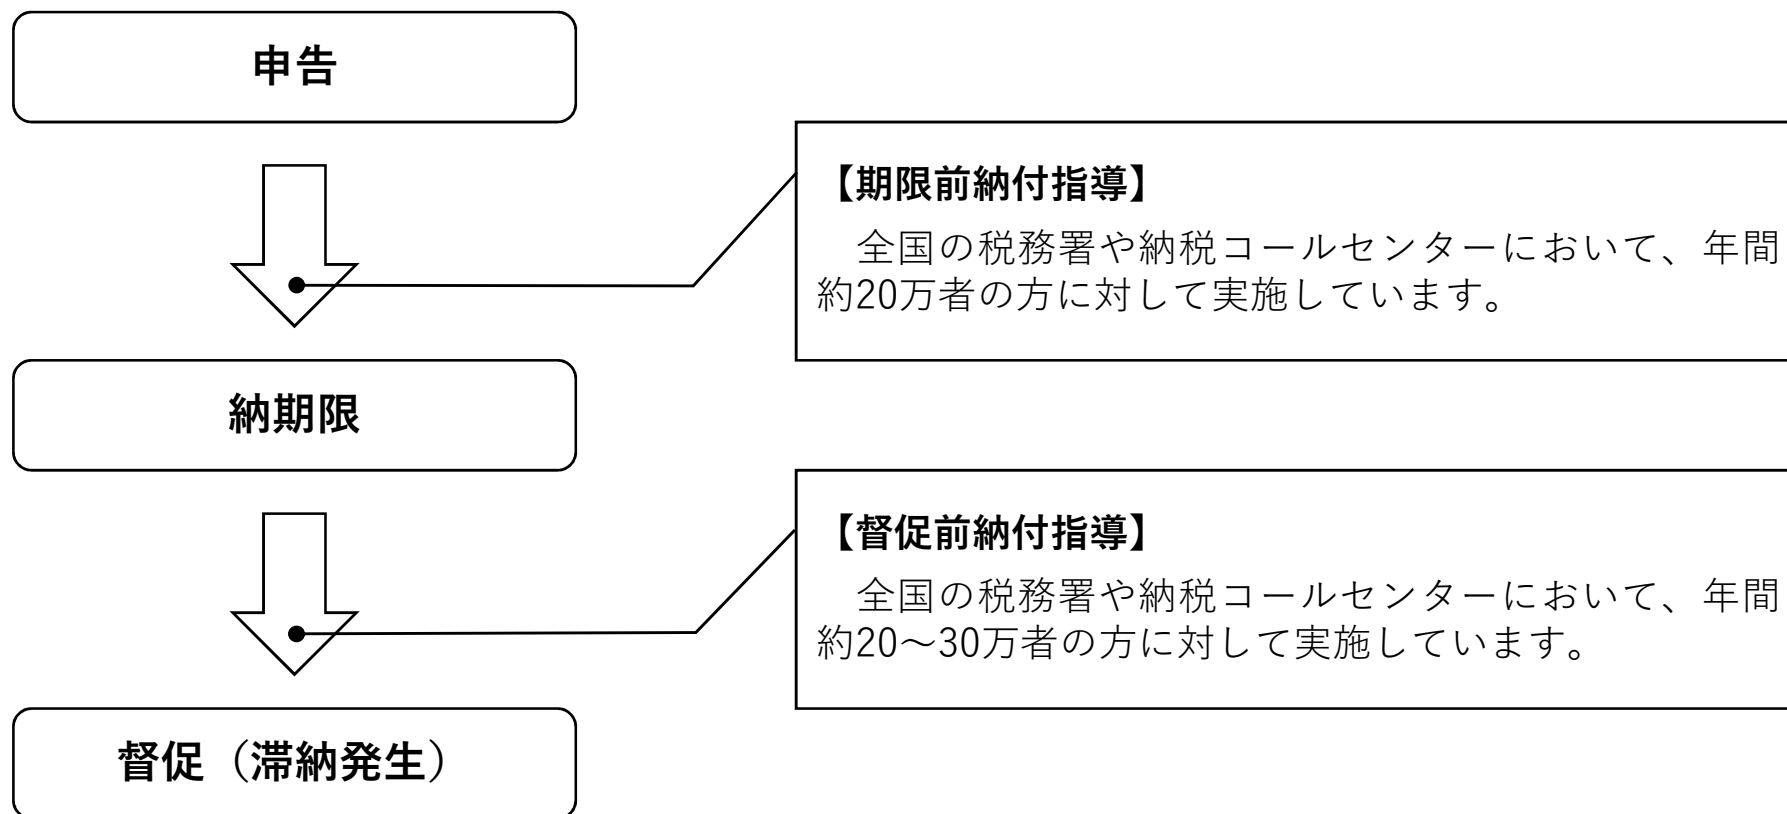 申告
【期限前納付指導】
全国の税務署や納税コールセンターにおいて、年間
約20万者の方に対して実施しています。
納期限
【督促前納付指導】
全国の税務署や納税コールセンターにおいて、年間
約20～30万者の方に対して実施しています。
督促（滞納発生）